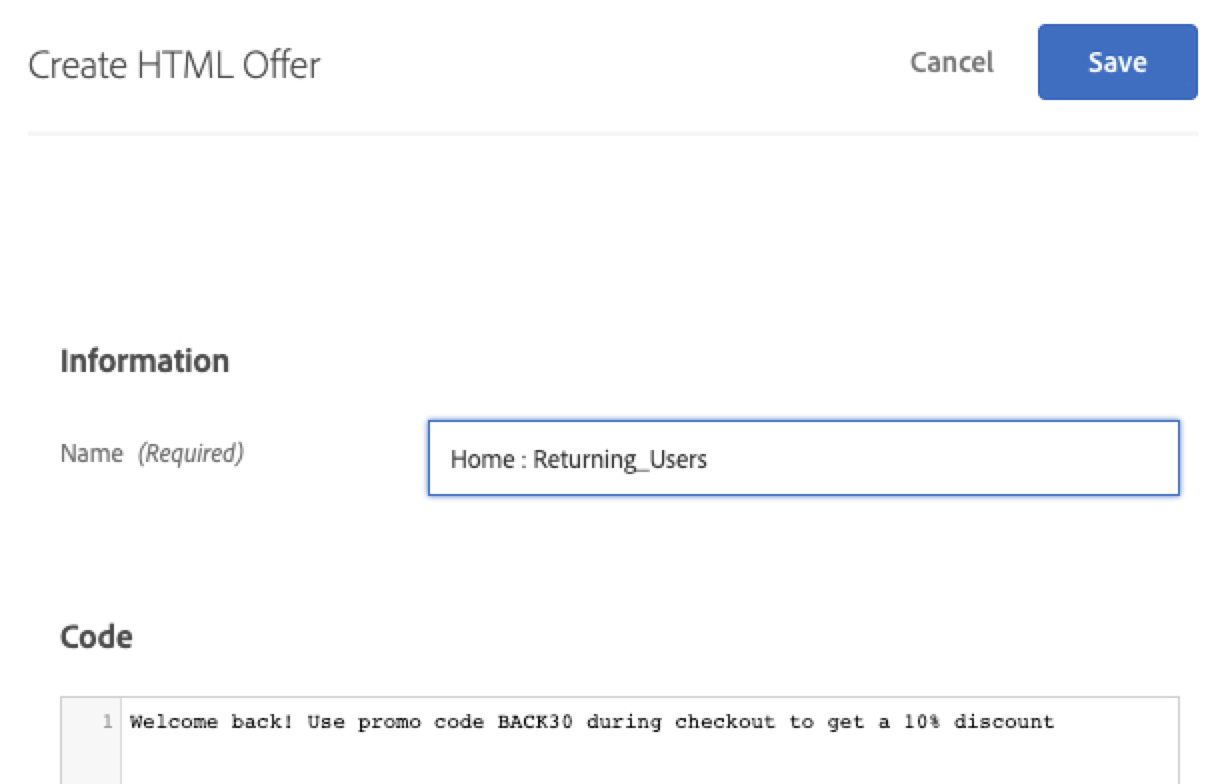 Create HTML Offer
Cancel
Save
Information
Name (Required)
Home : Returning_Users
Code
1 Welcome back! Use promo code BACK30 during checkout to get a 10% discount